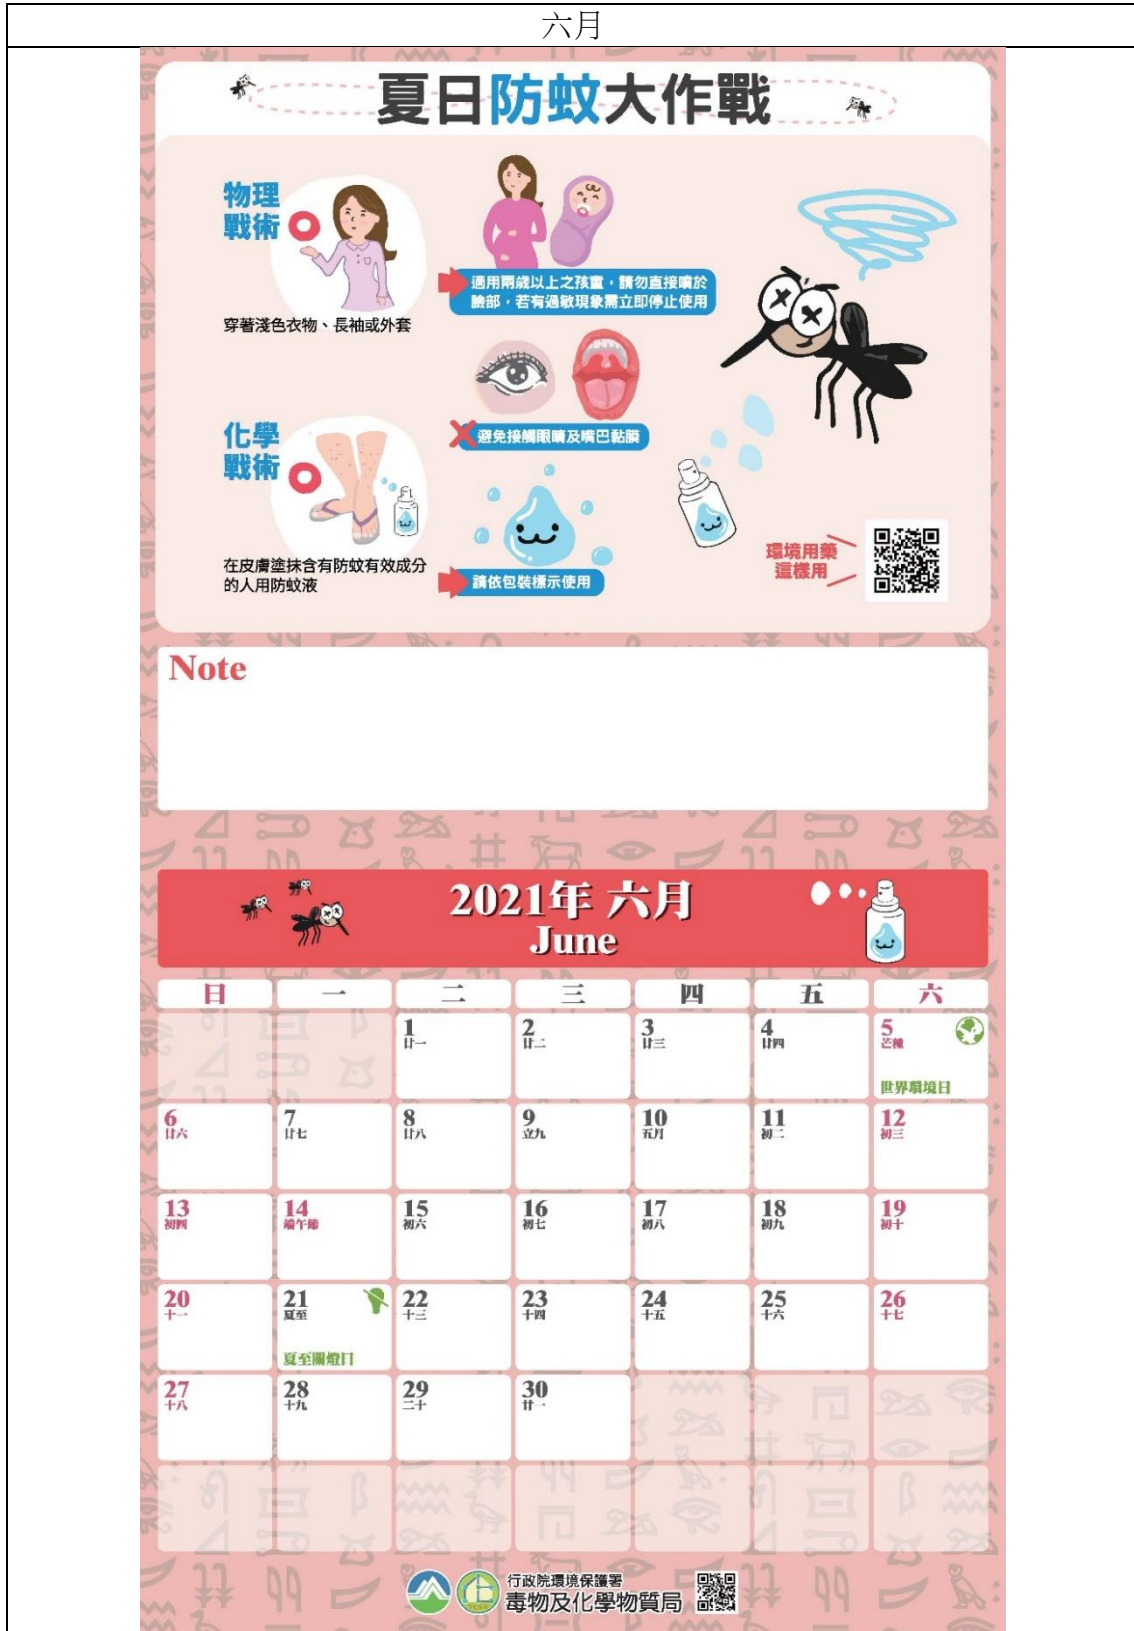 六月
夏日防蚊大作戰
物理
戰術
穿著淺色衣物、長袖或外套
適用兩歲以上之孩童，請勿直接噴於
臉部，若有過敏現象需立即停止使用
避免接觸眼睛及嘴巴黏膜
化學
戰術
在皮膚塗抹含有防蚊有效成分
的人用防蚊液
請依包裝標示使用
環境用藥
這樣用
Note
2021年 六月
June
日 一 二 三 四 五 六
1 2 3 4 5
廿一 廿二 廿三 廿四 芒種
世界環境日
6 7 8 9 10 11 12
廿六 廿七 廿八 立九 五月 初二 初三
13 14 15 16 17 18 19
初四 端午節 初六 初七 初八 初九 初十
20 21 22 23 24 25 26
十一 夏至 十三 十四 十五 十六 十七
夏至關燈日
27 28 29 30
十八 十九 二十 廿一
行政院環境保護署
毒物及化學物質局